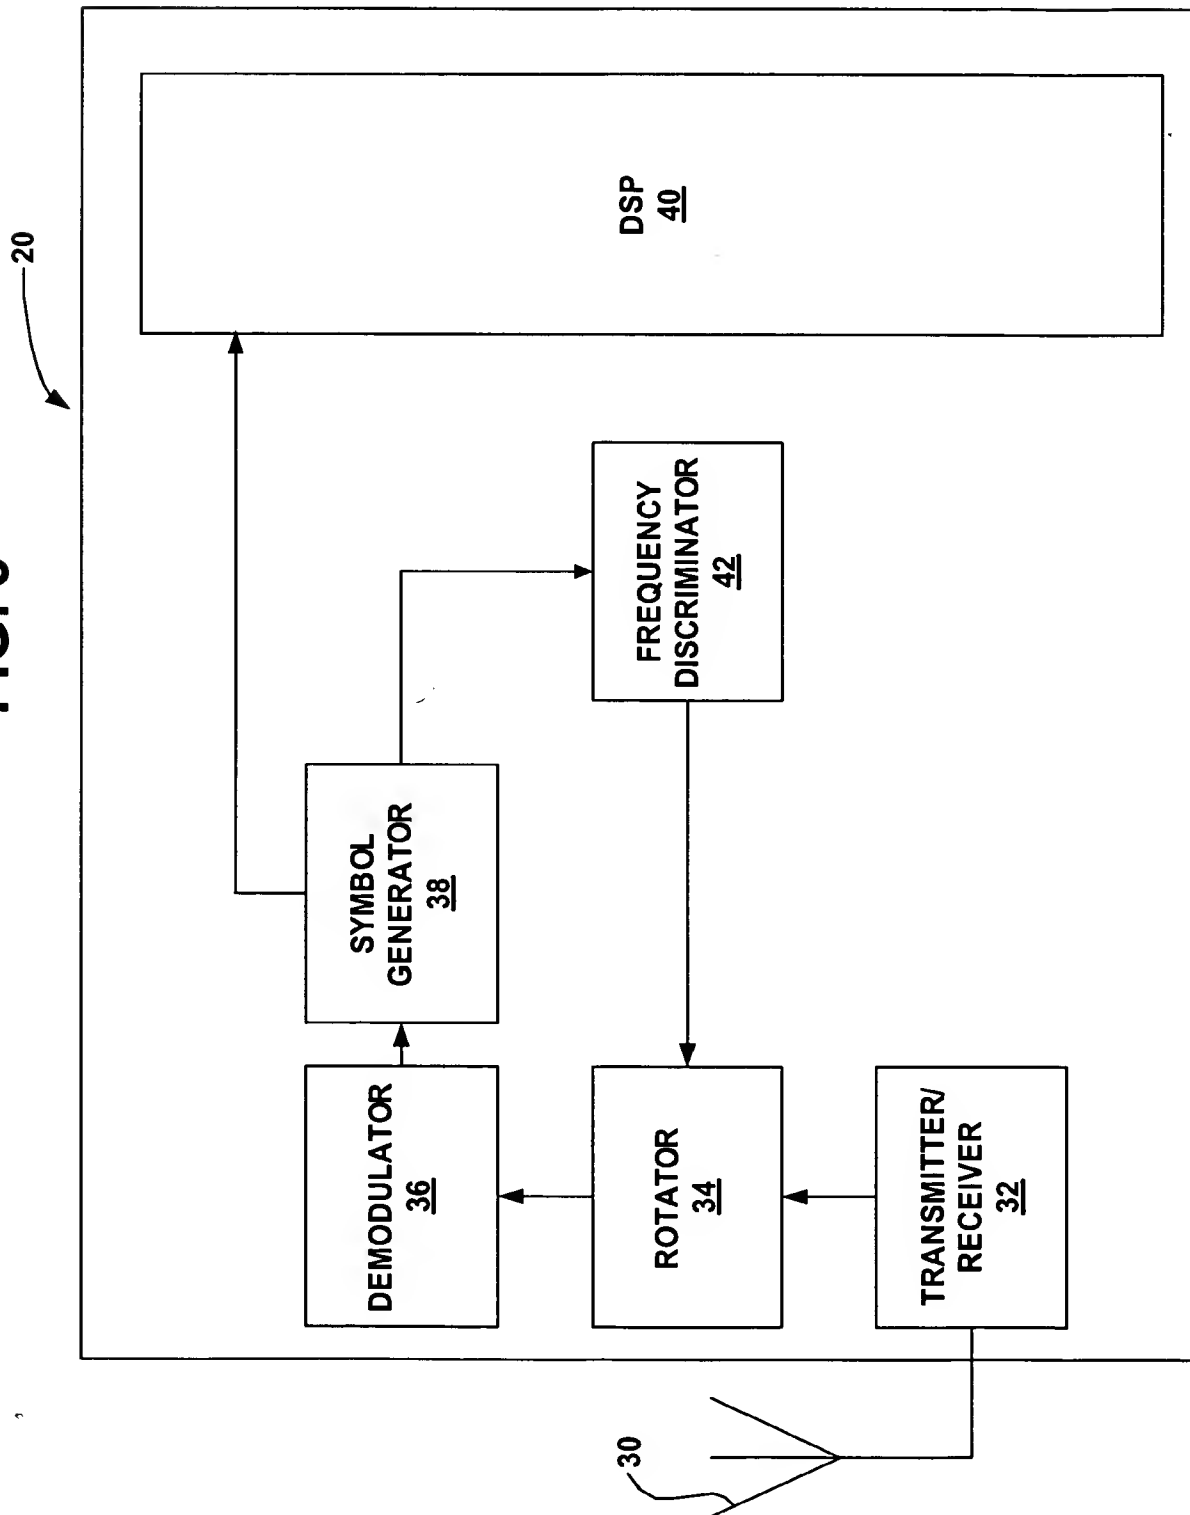 20
DEMODULATOR
36
SYMBOL
GENERATOR
38
30
ROTATOR
34
FREQUENCY
DISCRIMINATOR
42
DSP
40
TRANSMITTER/
RECEIVER
32